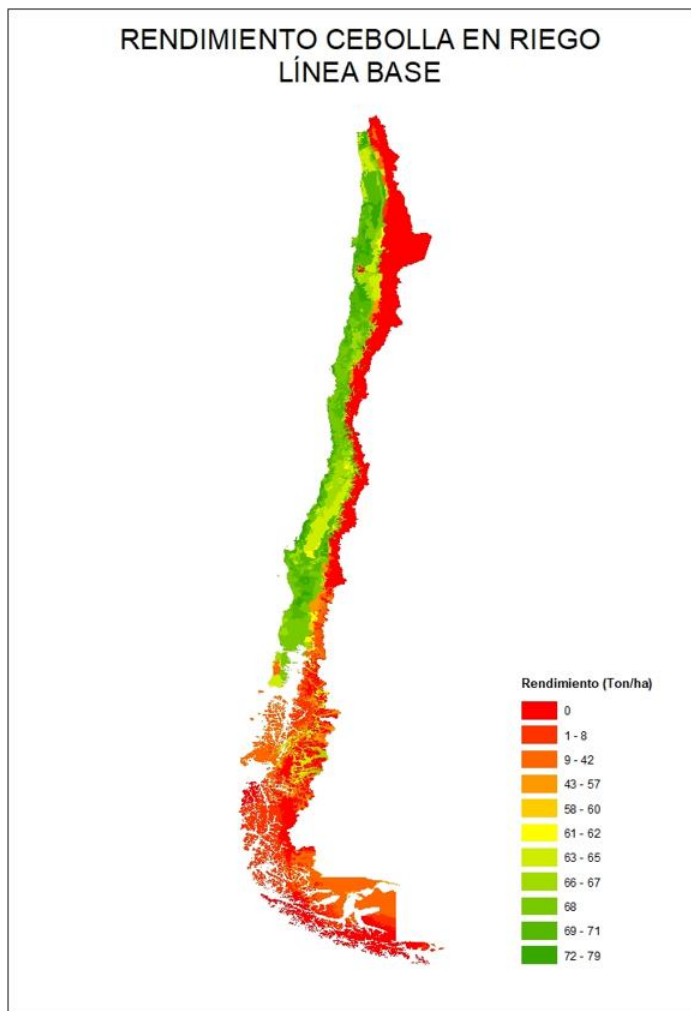 RENDIMIENTO CEBOLLA EN RIEGO
LÍNEA BASE
Rendimiento (Ton/ha)
0
1 - 8
9 - 42
43 - 57
58 - 60
61 - 62
63 - 65
66 - 67
68
69 - 71
72 - 79